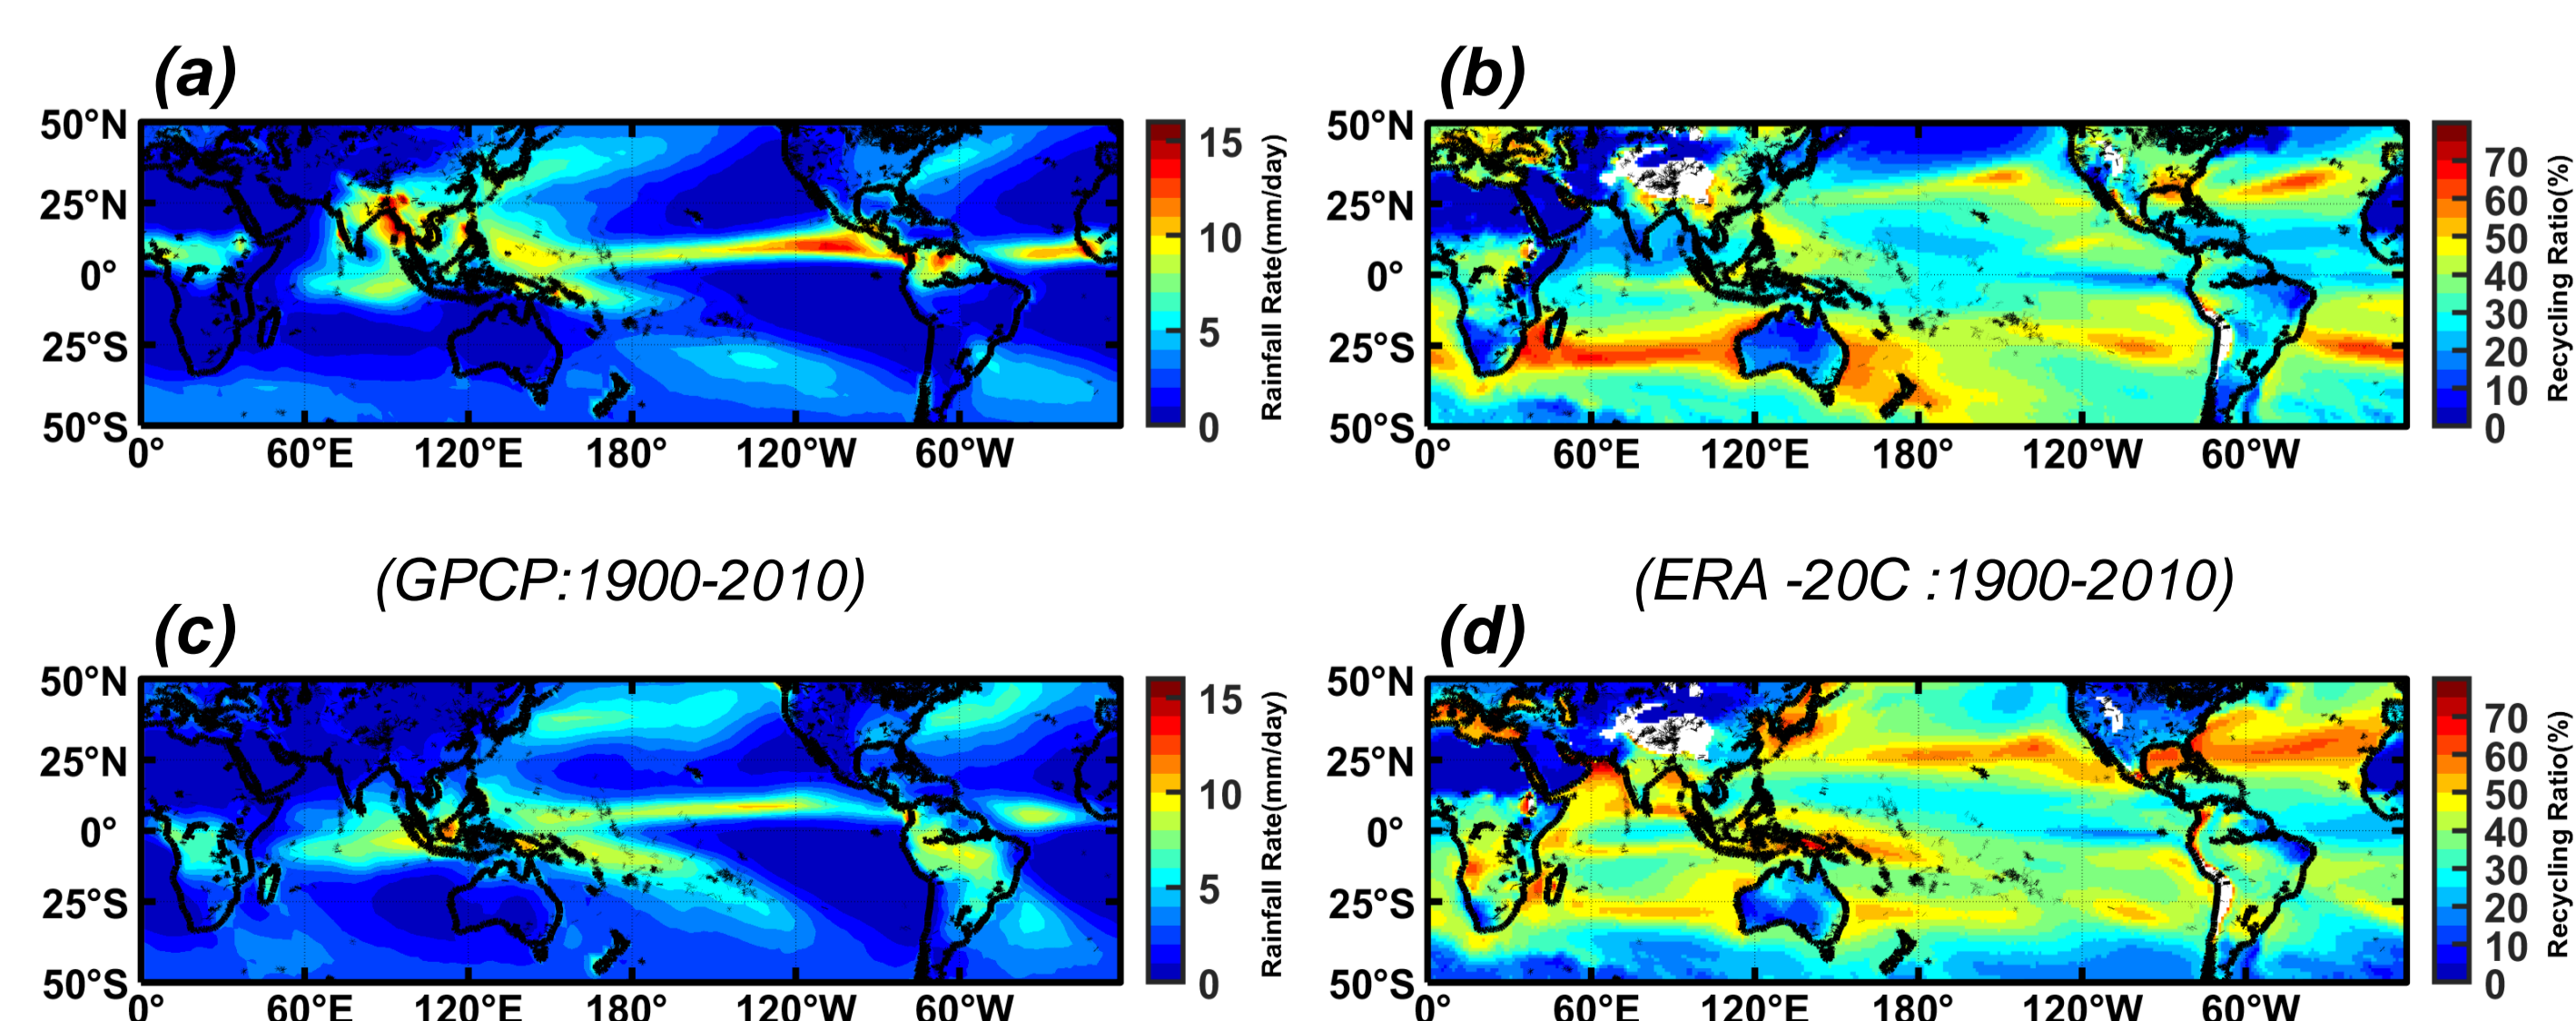 (a)
50°N
25°N
0°
25°S
50°S
0° 60°E 120°E 180° 120°W 60°W
15
10
5
0
Rainfall Rate(mm/day)
(b)
50°N
25°N
0°
25°S
50°S
0° 60°E 120°E 180° 120°W 60°W
70
60
50
40
30
20
10
0
Recycling Ratio(%)
(GPCP:1900-2010)
(ERA -20C :1900-2010)
(c)
50°N
25°N
0°
25°S
50°S
0° 60°E 120°E 180° 120°W 60°W
15
10
5
0
Rainfall Rate(mm/day)
(d)
50°N
25°N
0°
25°S
50°S
0° 60°E 120°E 180° 120°W 60°W
70
60
50
40
30
20
10
0
Recycling Ratio(%)